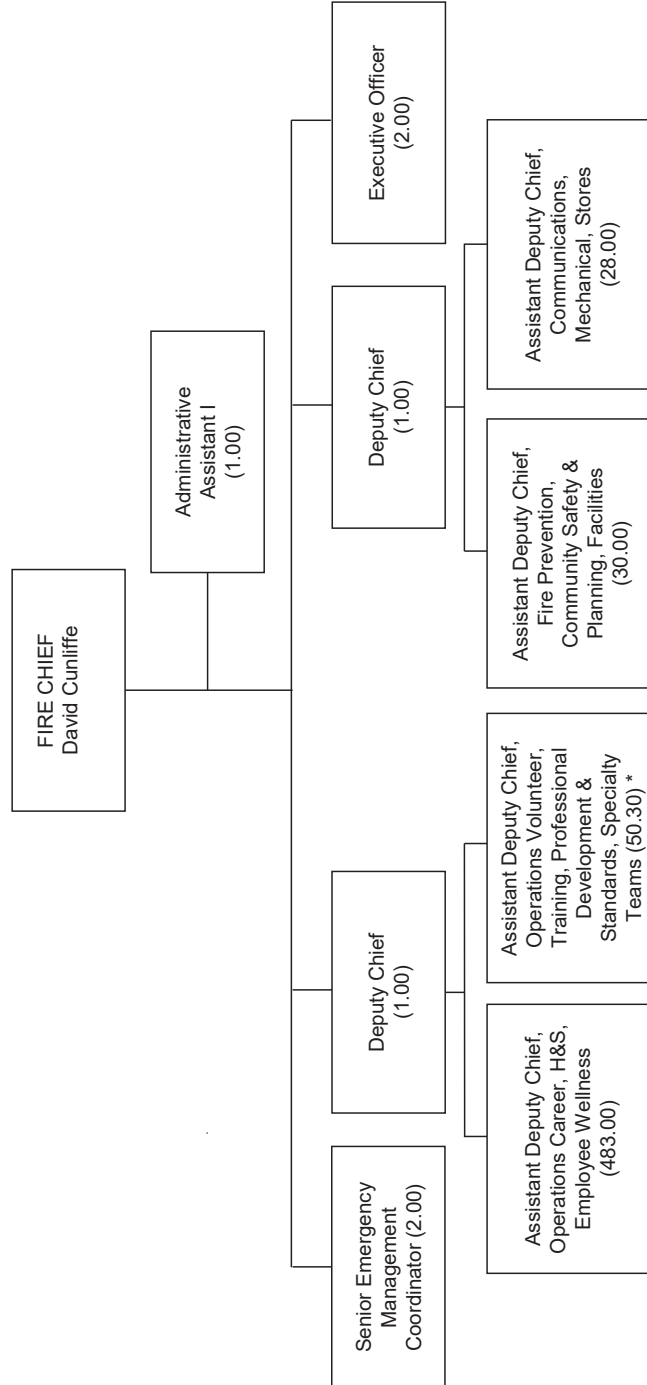 FIRE CHIEF
David Cunliffe
Administrative
Assistant I
(1.00)
Senior Emergency
Management
Coordinator (2.00)
Deputy Chief
(1.00)
Deputy Chief
(1.00)
Executive Officer
(2.00)
Assistant Deputy Chief,
Operations Career, H&S,
Employee Wellness
(483.00)
Assistant Deputy Chief,
Operations Volunteer,
Training, Professional
Development &
Standards, Specialty
Teams (50.30) *
Assistant Deputy Chief,
Fire Prevention,
Community Safety &
Planning, Facilities
(30.00)
Assistant Deputy Chief,
Communications,
Mechanical, Stores
(28.00)